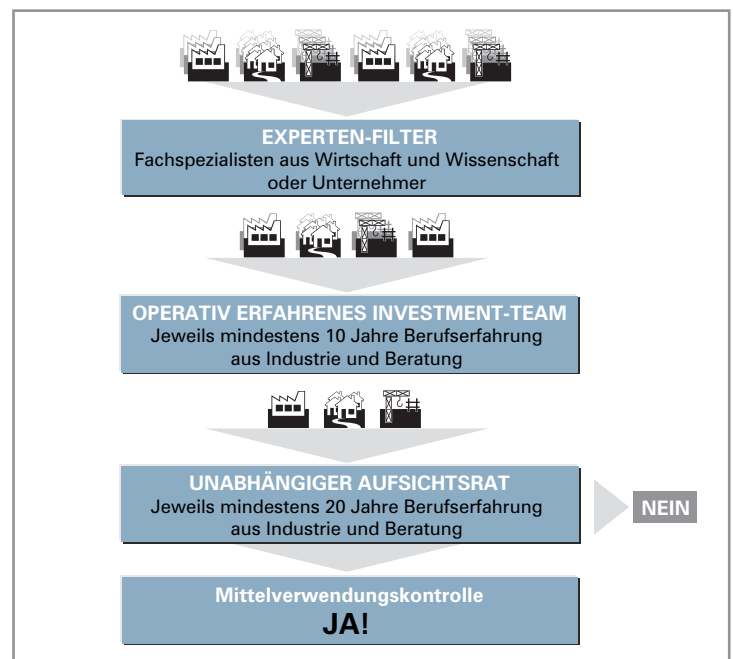 EXPERTEN-FILTER
Fachspezialisten aus Wirtschaft und Wissenschaft
oder Unternehmer
OPERATIV ERFAHRENES INVESTMENT-TEAM
Jeweils mindestens 10 Jahre Berufserfahrung
aus Industrie und Beratung
UNABHÄNGIGER AUFSICHTSRAT
Jeweils mindestens 20 Jahre Berufserfahrung
aus Industrie und Beratung
NEIN
Mittelverwendungskontrolle
JA!